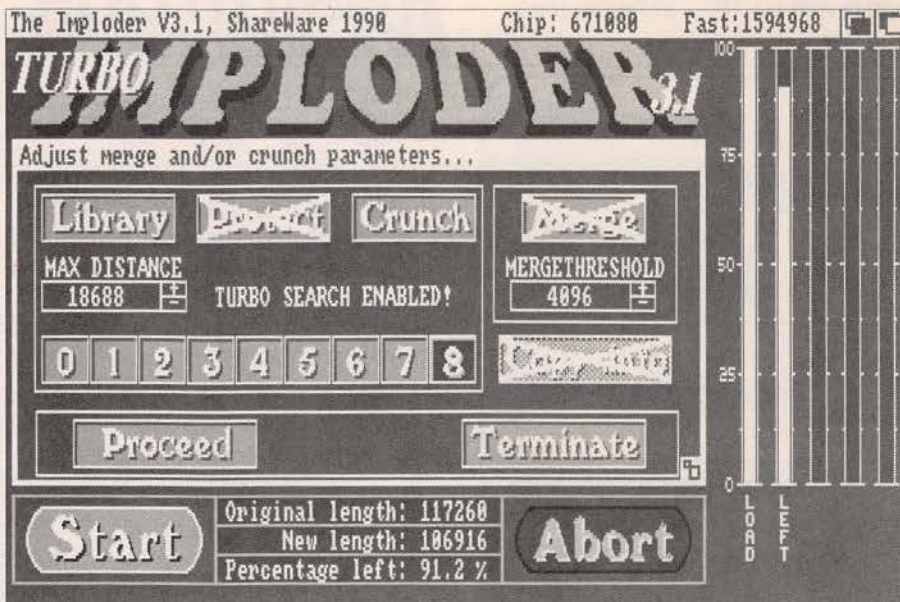 The Imploder V3.1, ShareWare 1990 Chip: 671080 Fast:1594968
TURBO IMPLODER 3.1
Adjust merge and/or crunch parameters...
Library Protect Crunch Merge
MAX DISTANCE MERGETHRESHOLD
18688 + - TURBO SEARCH ENABLED! 4096 + -
0 1 2 3 4 5 6 7 8
Proceed Terminate
Start
Original length: 117260
New length: 106916
Percentage left: 91.2 %
Abort
100
75
50
25
0
LOAD
LEFT